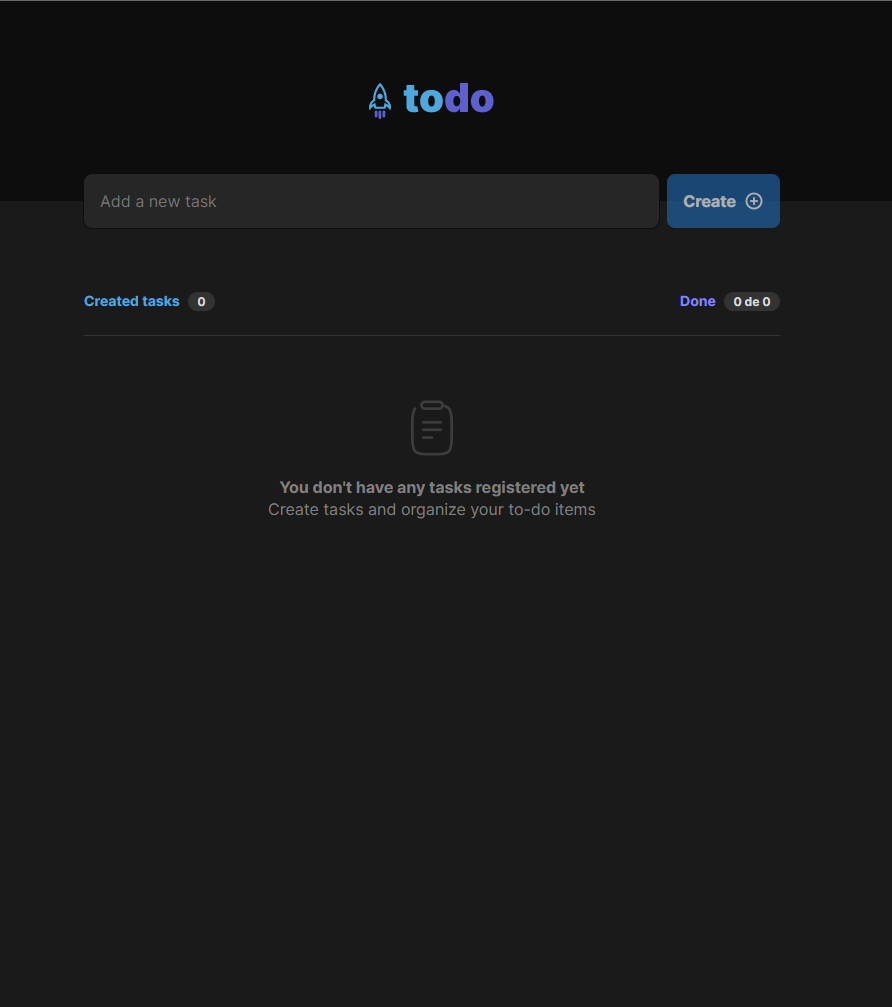 todo
Add a new task
Create
Created tasks 0
Done 0 de 0
You don't have any tasks registered yet
Create tasks and organize your to-do items